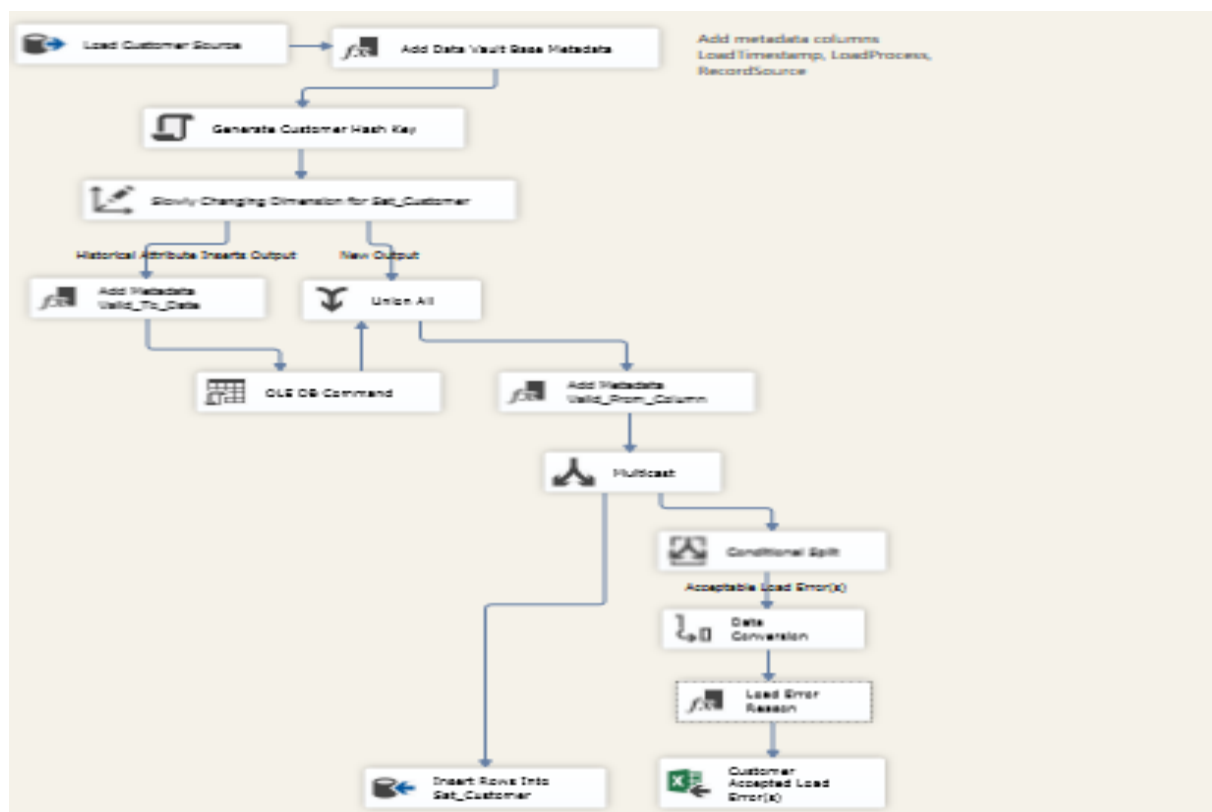 Load Customer Source
Add Data Vault Base Metadata
Add metadata columns
LoadTimestamp, LoadProcess,
RecordSource
Generate Customer Hash Key
Slowly Changing Dimension for Sat_Customer
Historical Attribute Inserts Output
New Output
Add Metadata
Valid_To_Date
Union All
OLE DB Command
Add Metadata
Valid_From_Column
Multicast
Conditional Split
Acceptable Load Error(s)
Data
Conversion
Load Error
Reason
Insert Rows Into
Sat_Customer
Customer
Accepted Load
Error(s)